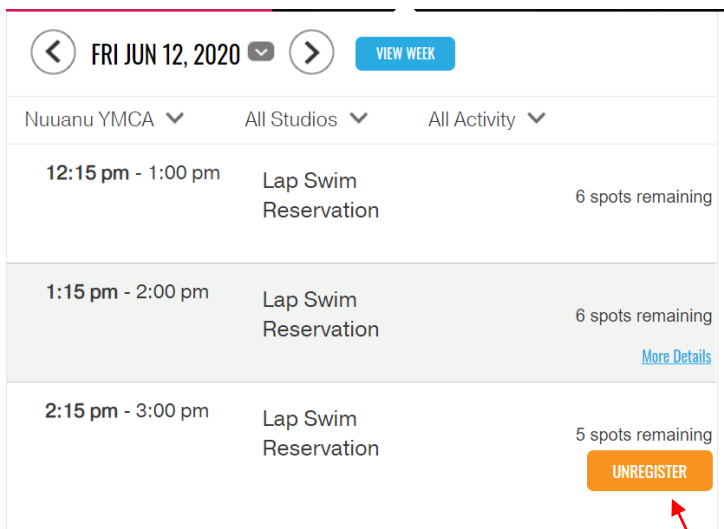 FRI JUN 12, 2020
VIEW WEEK
Nuuanu YMCA All Studios All Activity
12:15 pm - 1:00 pm
Lap Swim
Reservation
6 spots remaining
1:15 pm - 2:00 pm
Lap Swim
Reservation
6 spots remaining
More Details
2:15 pm - 3:00 pm
Lap Swim
Reservation
5 spots remaining
UNREGISTER